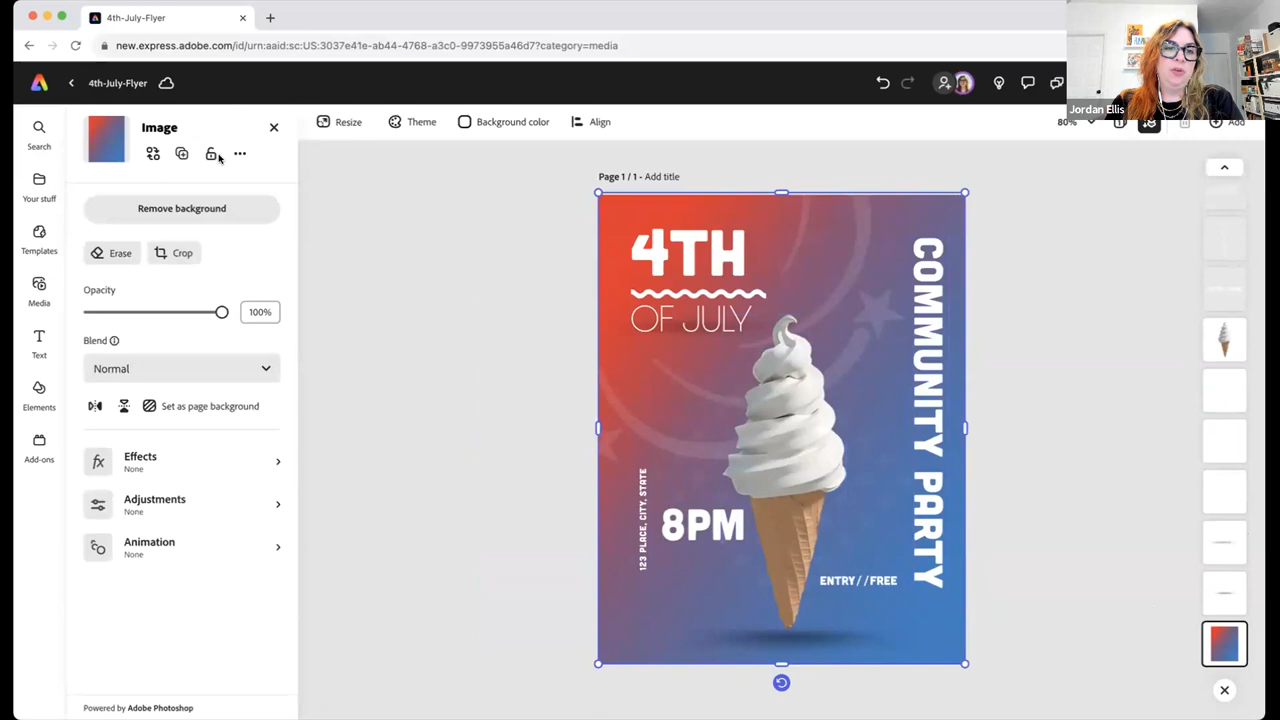 4th-July-Flyer
new.express.adobe.com/id/urn:aaid:sc:US:3037e41e-ab44-4768-a3c0-9973955a46d7?category=media
4th-July-Flyer
Jordan Ellis
Search
Your stuff
Templates
Media
Text
Elements
Add-ons
Image
Remove background
Erase
Crop
Opacity
100%
Blend
Normal
Set as page background
Effects
None
Adjustments
None
Animation
None
Powered by Adobe Photoshop
Resize
Theme
Background color
Align
80%
1
Add
Page 1 / 1 - Add title
4TH
OF JULY
COMMUNITY PARTY
123 PLACE, CITY, STATE
8PM
ENTRY//FREE